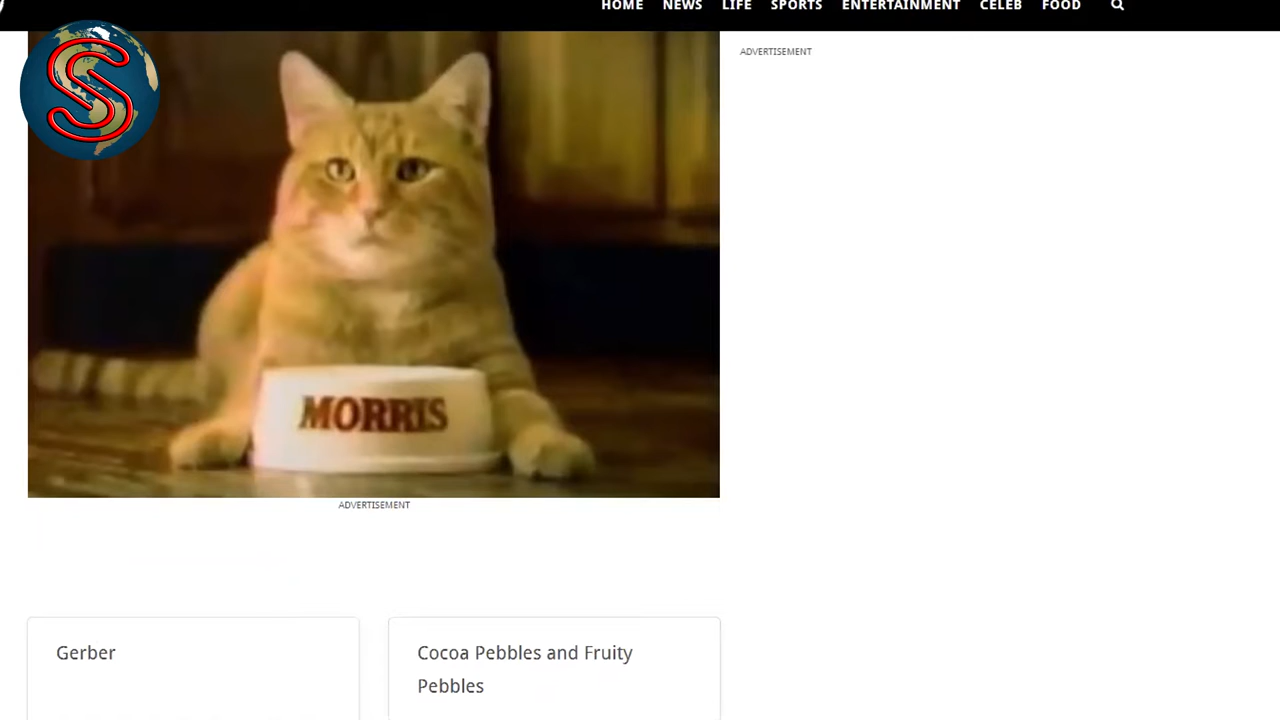 HOME NEWS LIFE SPORTS ENTERTAINMENT CELEB FOOD
S
ADVERTISEMENT
MORRIS
ADVERTISEMENT
Gerber
Cocoa Pebbles and Fruity
Pebbles